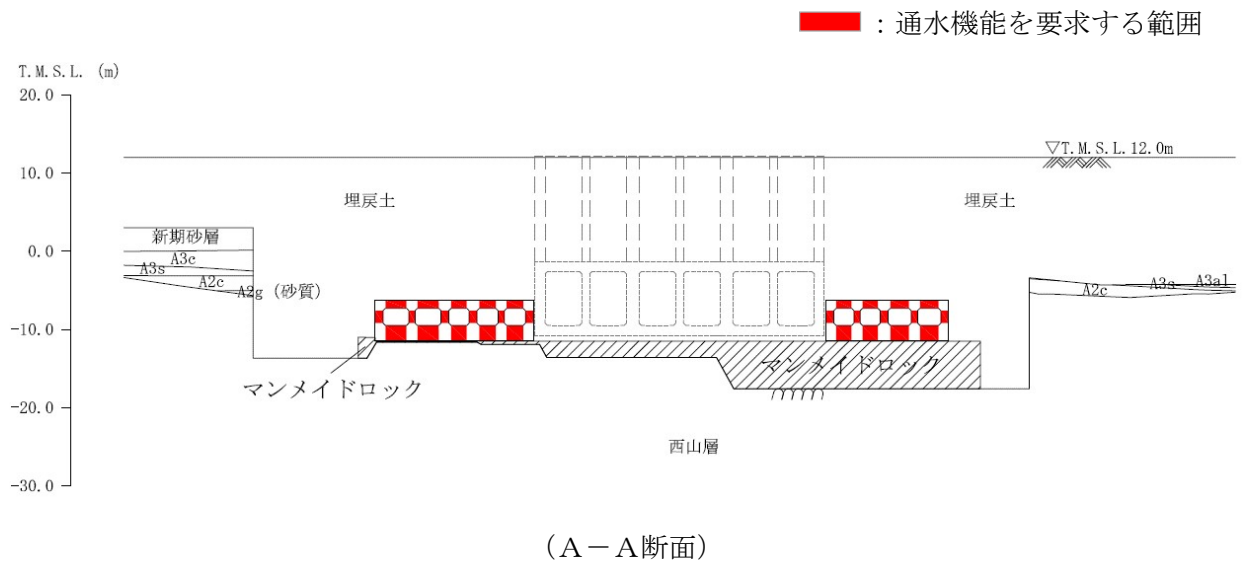 ：通水機能を要求する範囲
T.M.S.L. (m)
20.0
▽T.M.S.L.12.0m
10.0
埋戻土
埋戻土
新期砂層
0.0
A3c
A3s
A2c
A2g（砂質）
A3s
A3al
A2c
-10.0
マンメイドロック
マンメイドロック
-20.0
西山層
-30.0
（Ａ－Ａ断面）